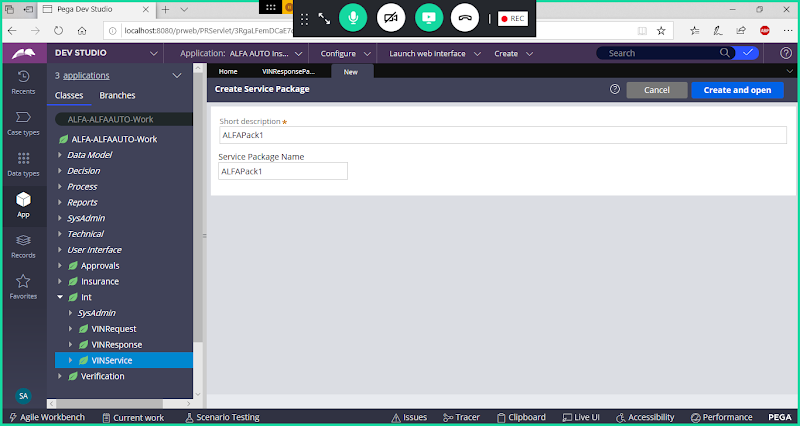 Pega Dev Studio
localhost:8080/prweb/PRServlet/3RgaLFemDCaE7
REC
ABP
DEV STUDIO
Application: ALFA AUTO Ins...
Configure
Launch web interface
Create
Search
Recents
Case types
Data types
App
Records
Favorites
SA
3 applications
Classes
Branches
ALFA-ALFAAUTO-Work
ALFA-ALFAAUTO-Work
Data Model
Decision
Process
Reports
SysAdmin
Technical
User Interface
Approvals
Insurance
Int
SysAdmin
VINRequest
VINResponse
VINService
Verification
Home
VINResponsePa...
New
Create Service Package
Cancel
Create and open
Short description ★
ALFAPack1
Service Package Name
ALFAPack1
Agile Workbench
Current work
Scenario Testing
Issues
Tracer
Clipboard
Live UI
Accessibility
Performance
PEGA